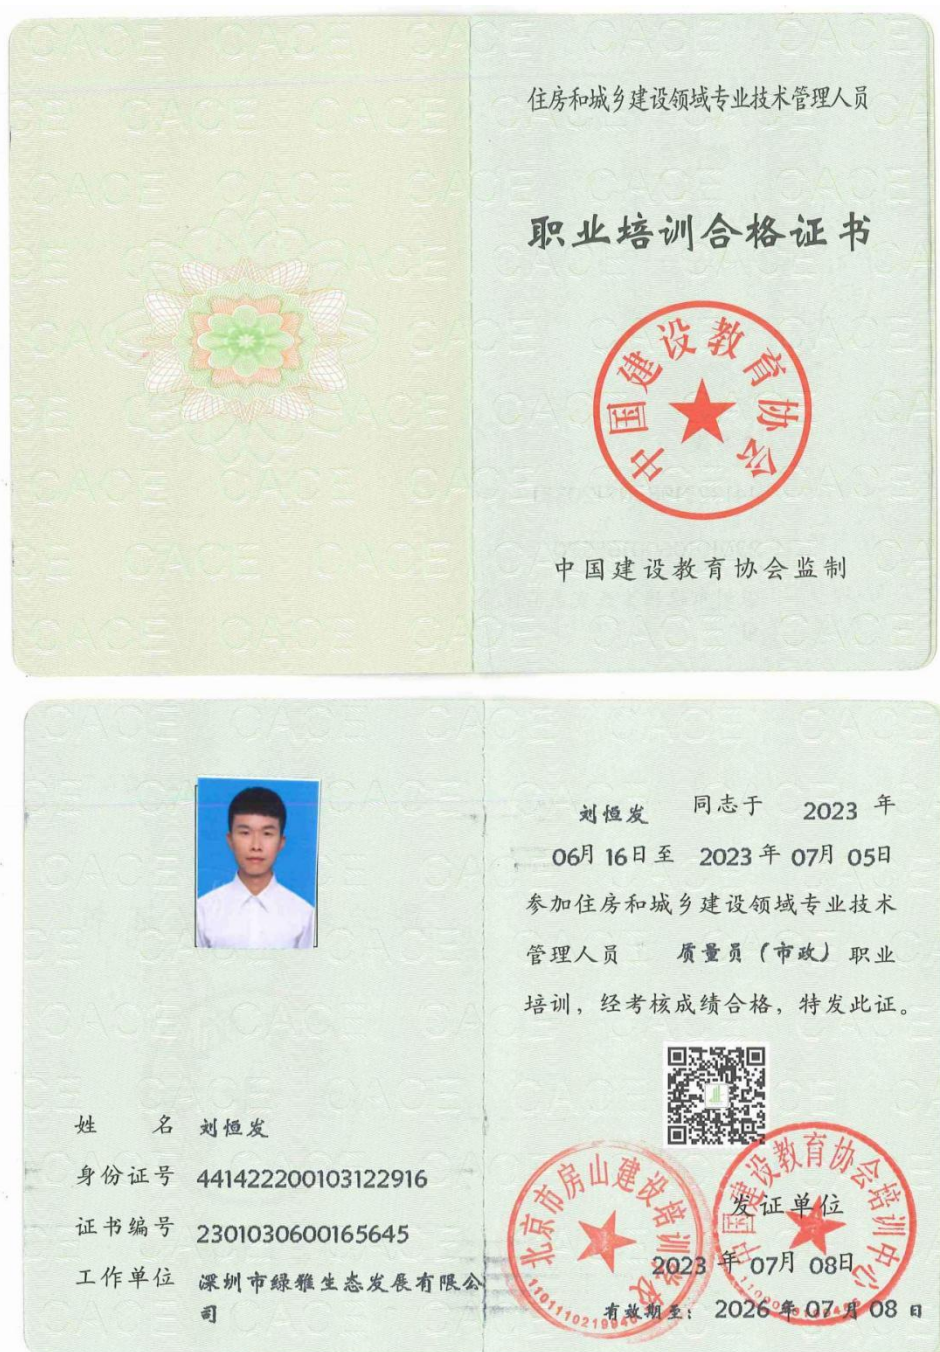 住房和城乡建设领域专业技术管理人员
职业培训合格证书
中国建设教育协会
中国建设教育协会监制
刘恒发 同志于 2023 年
06月 16日至 2023年 07月 05日
参加住房和城乡建设领域专业技术
管理人员 质量员（市政）职业
培训，经考核成绩合格，特发此证。
姓 名 刘恒发
身份证号 441422200103122916
证书编号 2301030600165645
工作单位 深圳市绿雅生态发展有限公
司
北京市房山建设培训学校
中国建设教育协会培训中心
发证单位
2023 年 07月 08日
有效期至： 2026 年 07 月 08 日
CACE